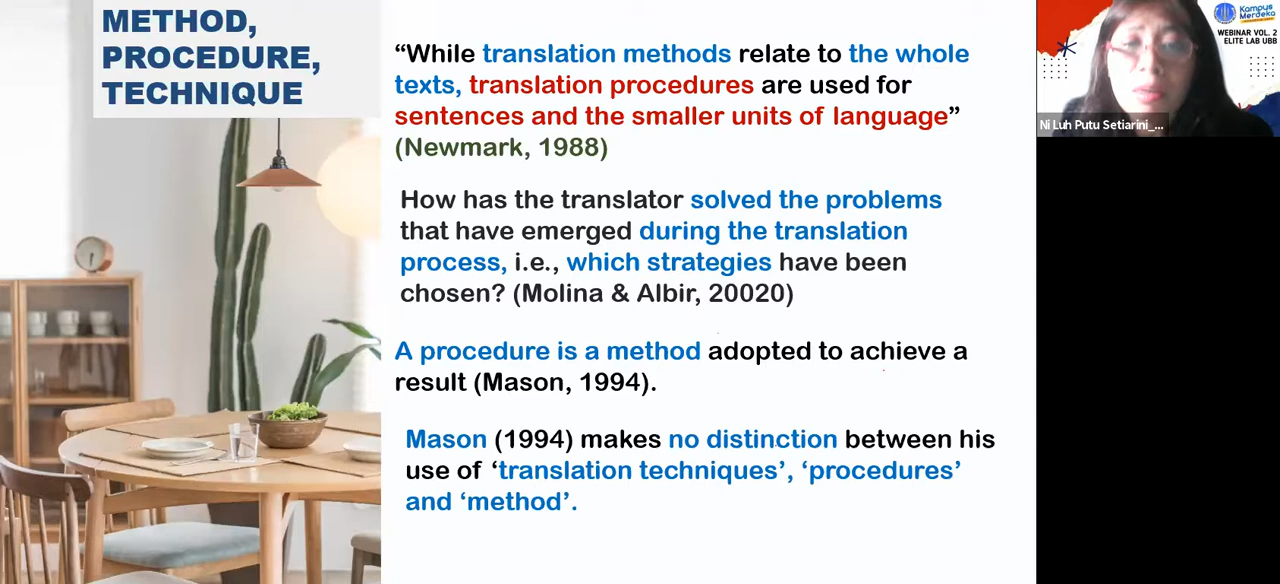 METHOD,
PROCEDURE,
TECHNIQUE
“While translation methods relate to the whole
texts, translation procedures are used for
sentences and the smaller units of language”
(Newmark, 1988)
How has the translator solved the problems
that have emerged during the translation
process, i.e., which strategies have been
chosen? (Molina & Albir, 20020)
A procedure is a method adopted to achieve a
result (Mason, 1994).
Mason (1994) makes no distinction between his
use of ‘translation techniques’, ‘procedures’
and ‘method’.
Kampus
Merdeka
WEBINAR VOL. 2
ELITE LAB UBB
Ni Luh Putu Setiarini_...